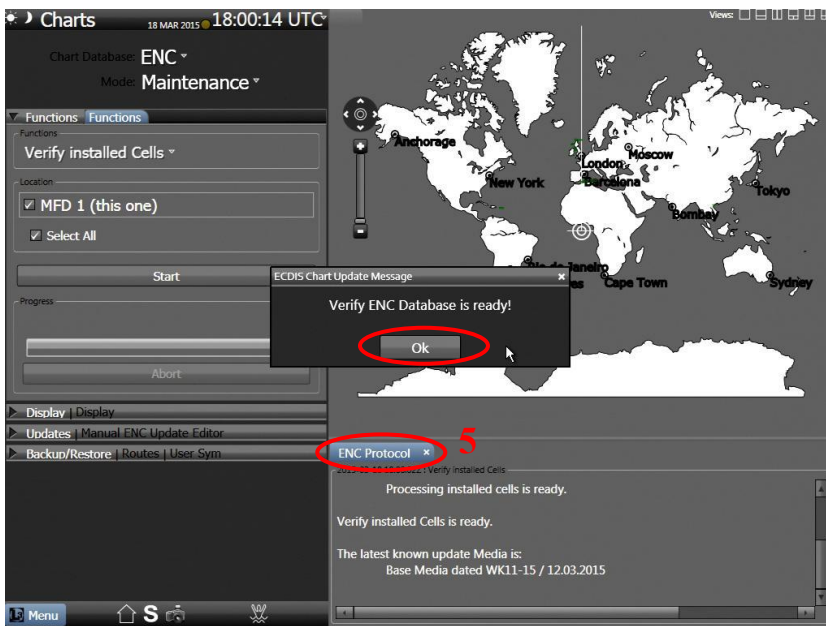 Charts 18 MAR 2015 18:00:14 UTC
Views:
Chart Database: ENC
Mode: Maintenance
Functions Functions
Functions
Verify installed Cells
Location
MFD 1 (this one)
Select All
Start
Progress
Abort
Display | Display
Updates | Manual ENC Update Editor
Backup/Restore | Routes | User Sym
Menu
S
Anchorage
New York
London
Moscow
Barcelona
Bombay
Tokyo
Rio de Janeiro
Cape Town
Sydney
ECDIS Chart Update Message ×
Verify ENC Database is ready!
Ok
5
ENC Protocol ×
Verify installed Cells
Processing installed cells is ready.
Verify installed Cells is ready.
The latest known update Media is:
Base Media dated WK11-15 / 12.03.2015